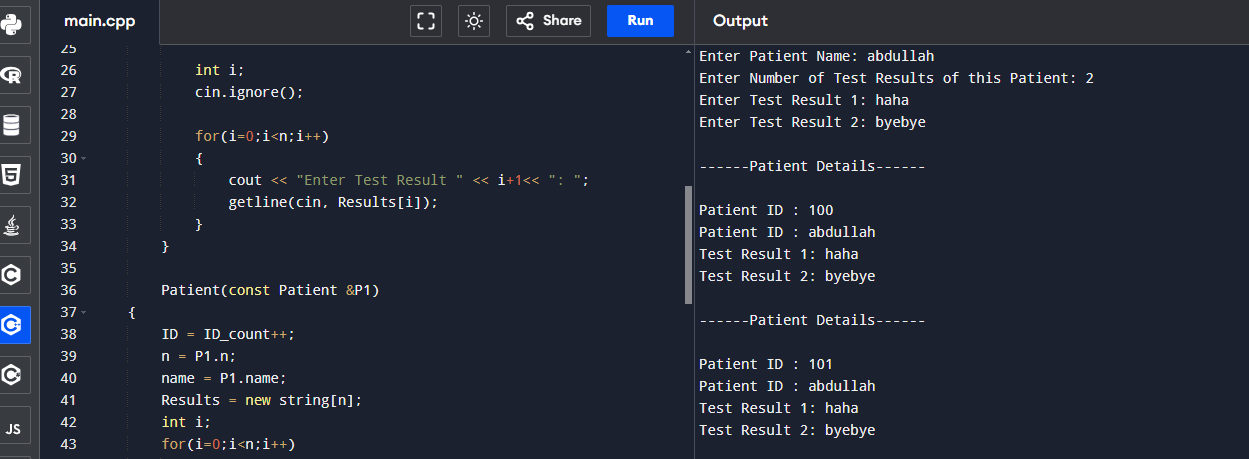 main.cpp
Share
Run
Output
25
26 int i;
27 cin.ignore();
28
29 for(i=0;i<n;i++)
30 {
31 cout << "Enter Test Result " << i+1<< ": ";
32 getline(cin, Results[i]);
33 }
34 }
35
36 Patient(const Patient &P1)
37 {
38 ID = ID_count++;
39 n = P1.n;
40 name = P1.name;
41 Results = new string[n];
42 int i;
43 for(i=0;i<n;i++)
JS
Enter Patient Name: abdullah
Enter Number of Test Results of this Patient: 2
Enter Test Result 1: haha
Enter Test Result 2: byebye
------Patient Details------
Patient ID : 100
Patient ID : abdullah
Test Result 1: haha
Test Result 2: byebye
------Patient Details------
Patient ID : 101
Patient ID : abdullah
Test Result 1: haha
Test Result 2: byebye